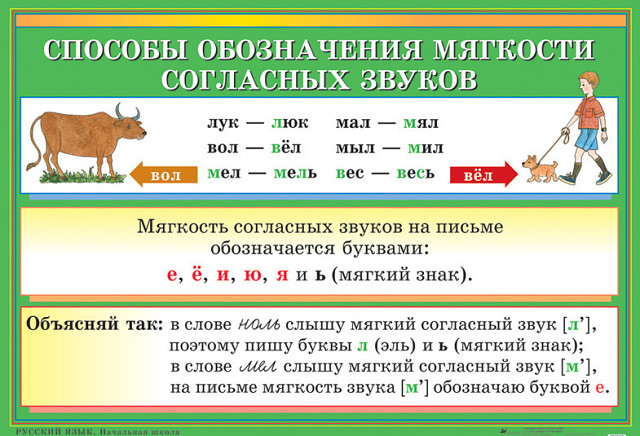 СПОСОБЫ ОБОЗНАЧЕНИЯ МЯГКОСТИ
СОГЛАСНЫХ ЗВУКОВ
лук — люк мал — мял
вол — вёл мыл — мил
мел — мель вес — весь
вол
вёл
Мягкость согласных звуков на письме
обозначается буквами:
е, ё, и, ю, я и ь (мягкий знак).
Объясняй так: в слове ноль слышу мягкий согласный звук [л'],
поэтому пишу буквы л (эль) и ь (мягкий знак);
в слове мел слышу мягкий согласный звук [м'],
на письме мягкость звука [м'] обозначаю буквой е.
РУССКИЙ ЯЗЫК. Начальная школа